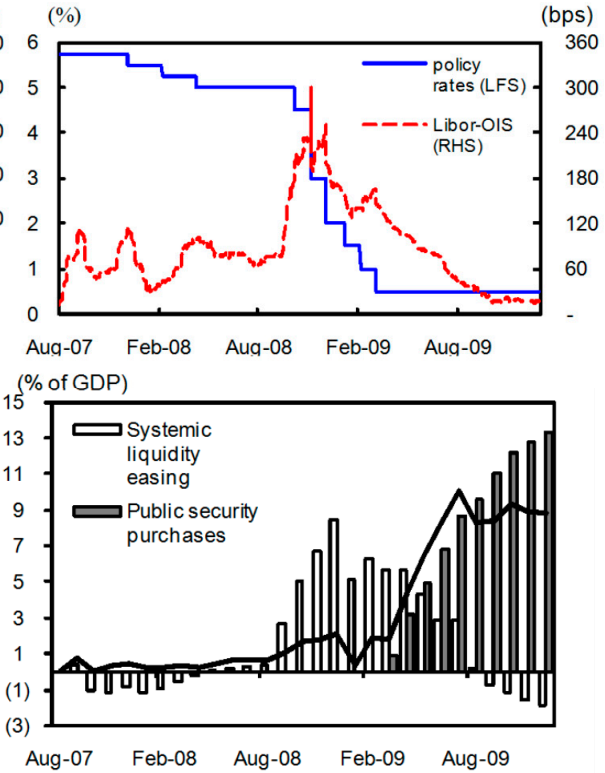 (%)
(bps)
6
360
5
300
4
240
3
180
2
120
1
60
0
-
policy
rates (LFS)
Libor-OIS
(RHS)
Aug-07 Feb-08 Aug-08 Feb-09 Aug-09
(% of GDP)
15
13
11
9
7
5
3
1
(1)
(3)
Systemic
liquidity
easing
Public security
purchases
Aug-07 Feb-08 Aug-08 Feb-09 Aug-09